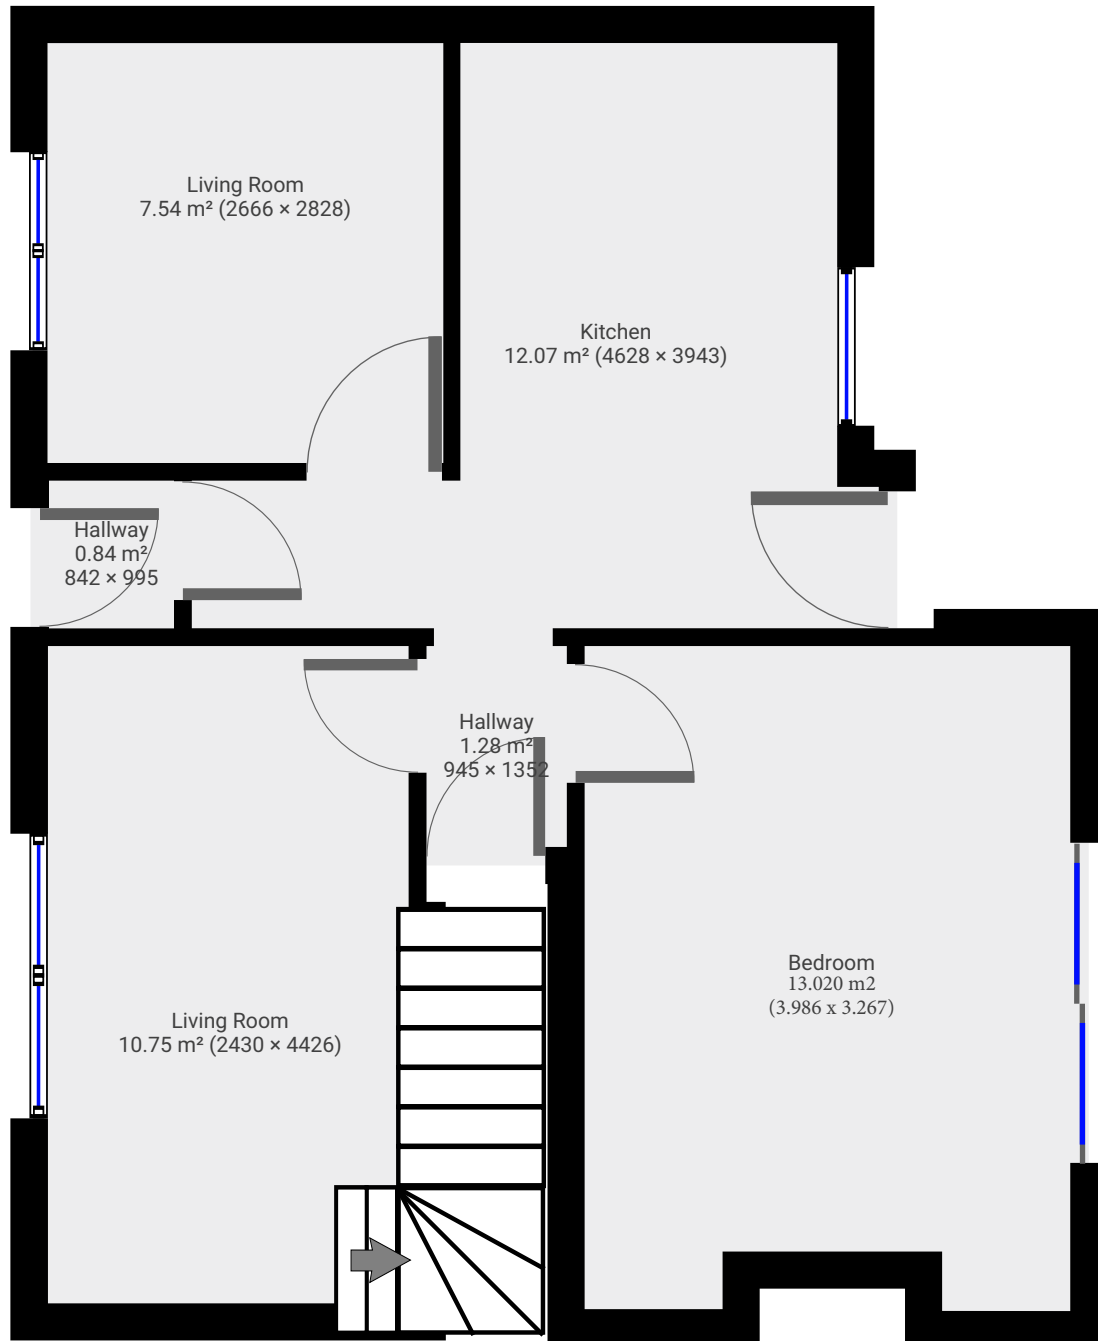 Living Room
7.54 m² (2666 × 2828)
Kitchen
12.07 m² (4628 × 3943)
Hallway
0.84 m²
842 × 995
Hallway
1.28 m²
945 × 1352
Bedroom
13.020 m2
(3.986 x 3.267)
Living Room
10.75 m² (2430 × 4426)